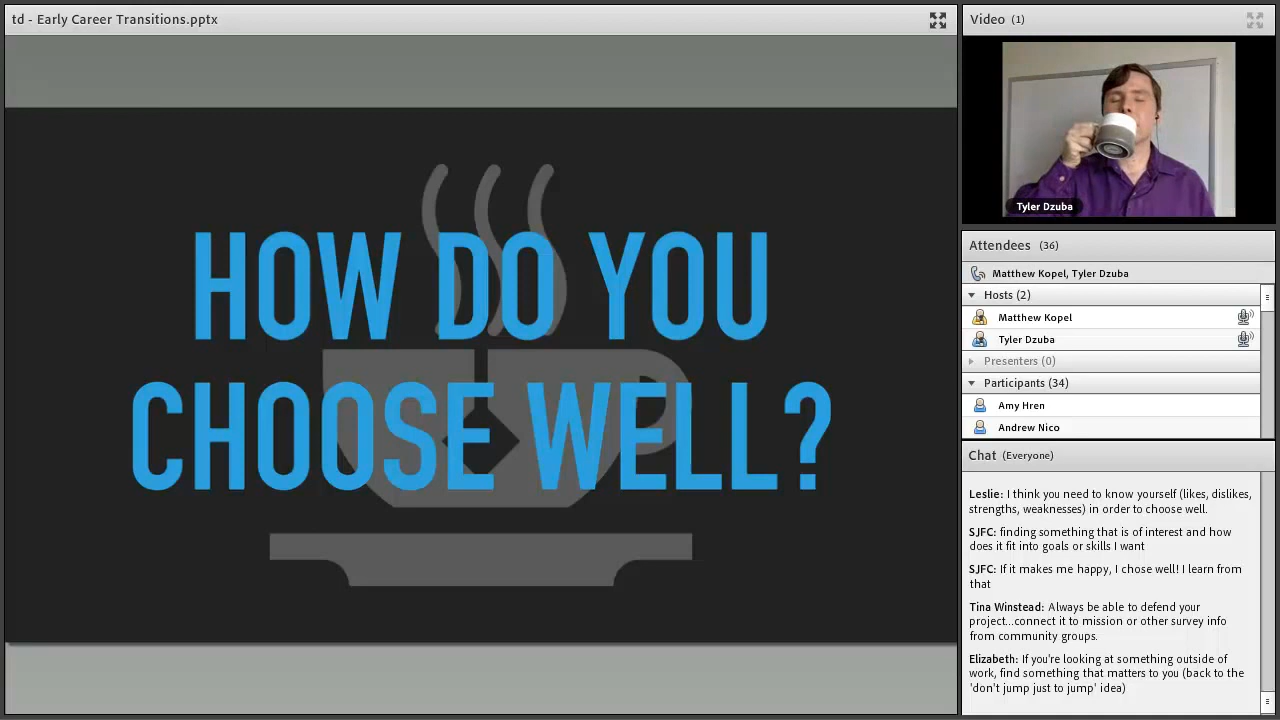 td - Early Career Transitions.pptx
HOW DO YOU
CHOOSE WELL?
Video (1)
Tyler Dzuba
Attendees (36)
Matthew Kopel, Tyler Dzuba
Hosts (2)
Matthew Kopel
Tyler Dzuba
Presenters (0)
Participants (34)
Amy Hren
Andrew Nico
Chat (Everyone)
Leslie: I think you need to know yourself (likes, dislikes,
strengths, weaknesses) in order to choose well.
SJFC: finding something that is of interest and how
does it fit into goals or skills I want
SJFC: If it makes me happy, I chose well! I learn from
that
Tina Winstead: Always be able to defend your
project...connect it to mission or other survey info
from community groups.
Elizabeth: If you're looking at something outside of
work, find something that matters to you (back to the
'don't jump just to jump' idea)